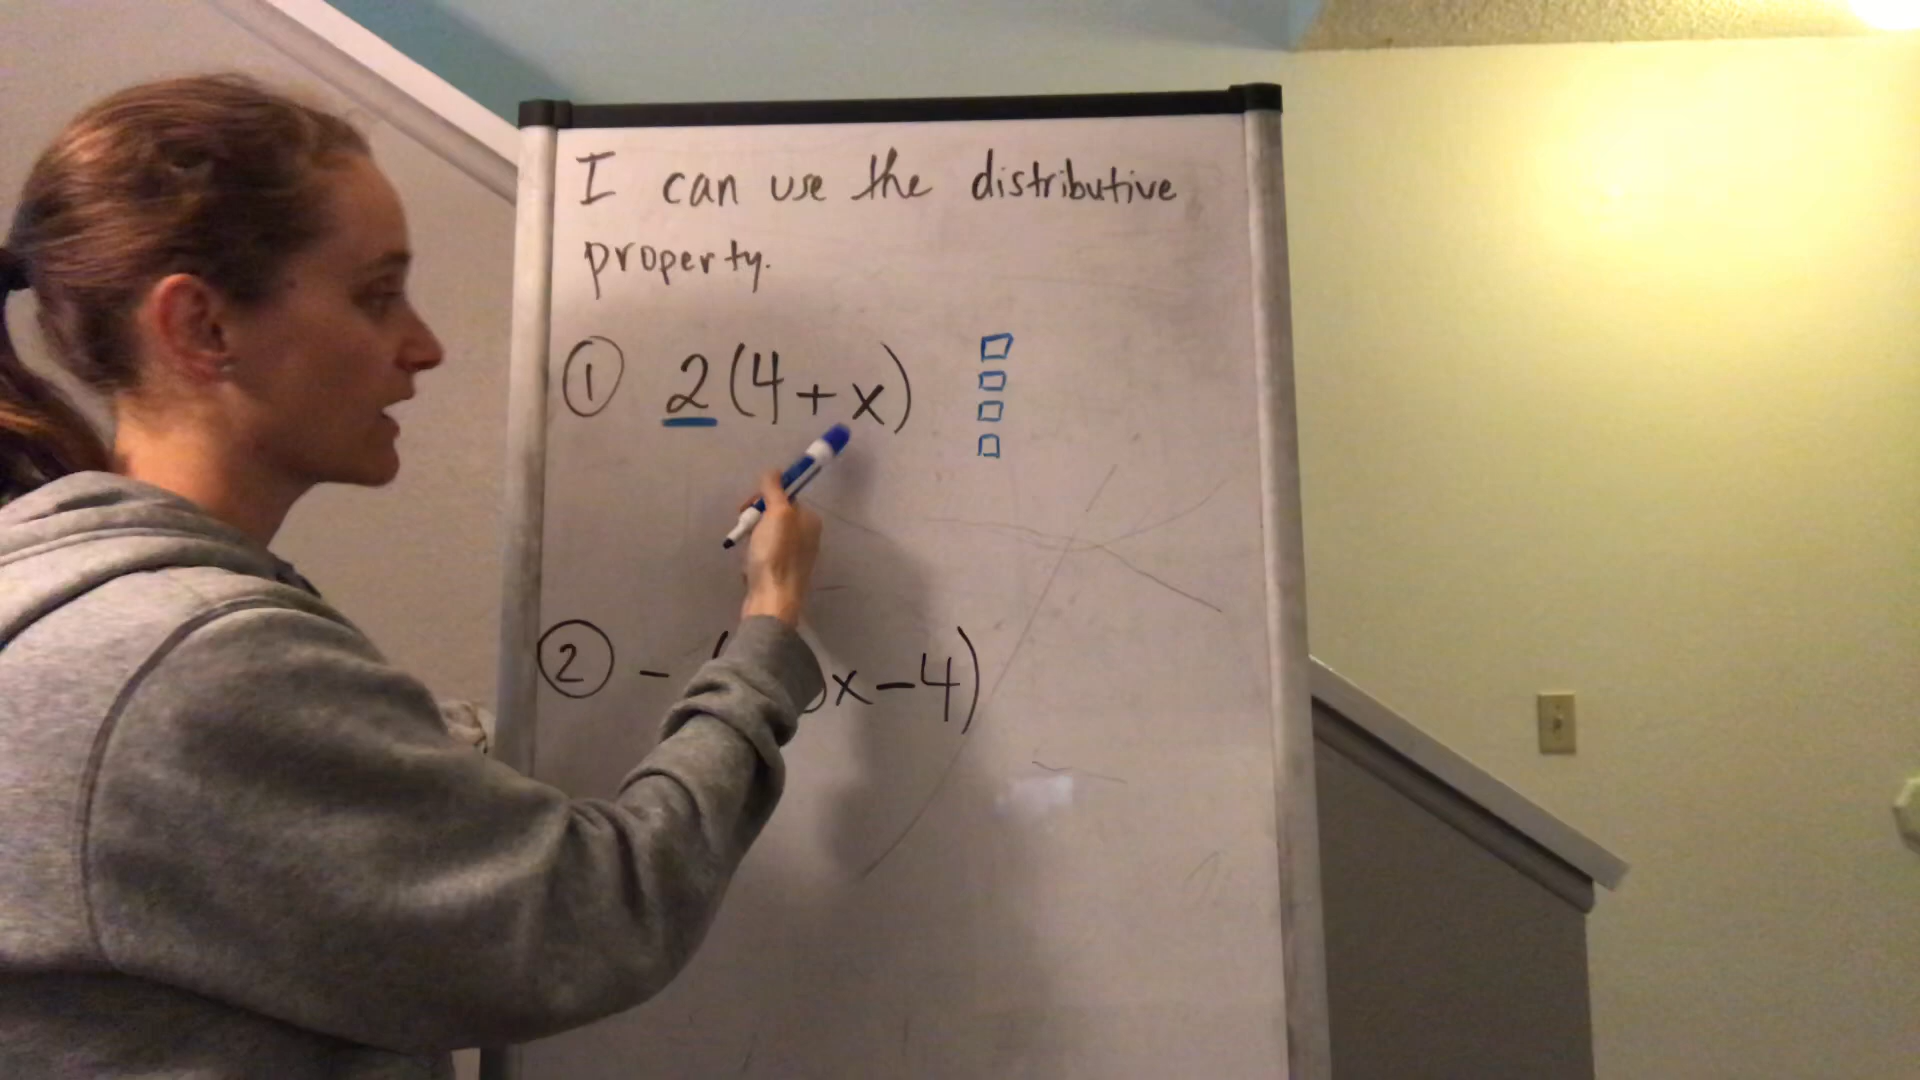 I can use the distributive
property.
① 2(4+x)
② -( x-4)